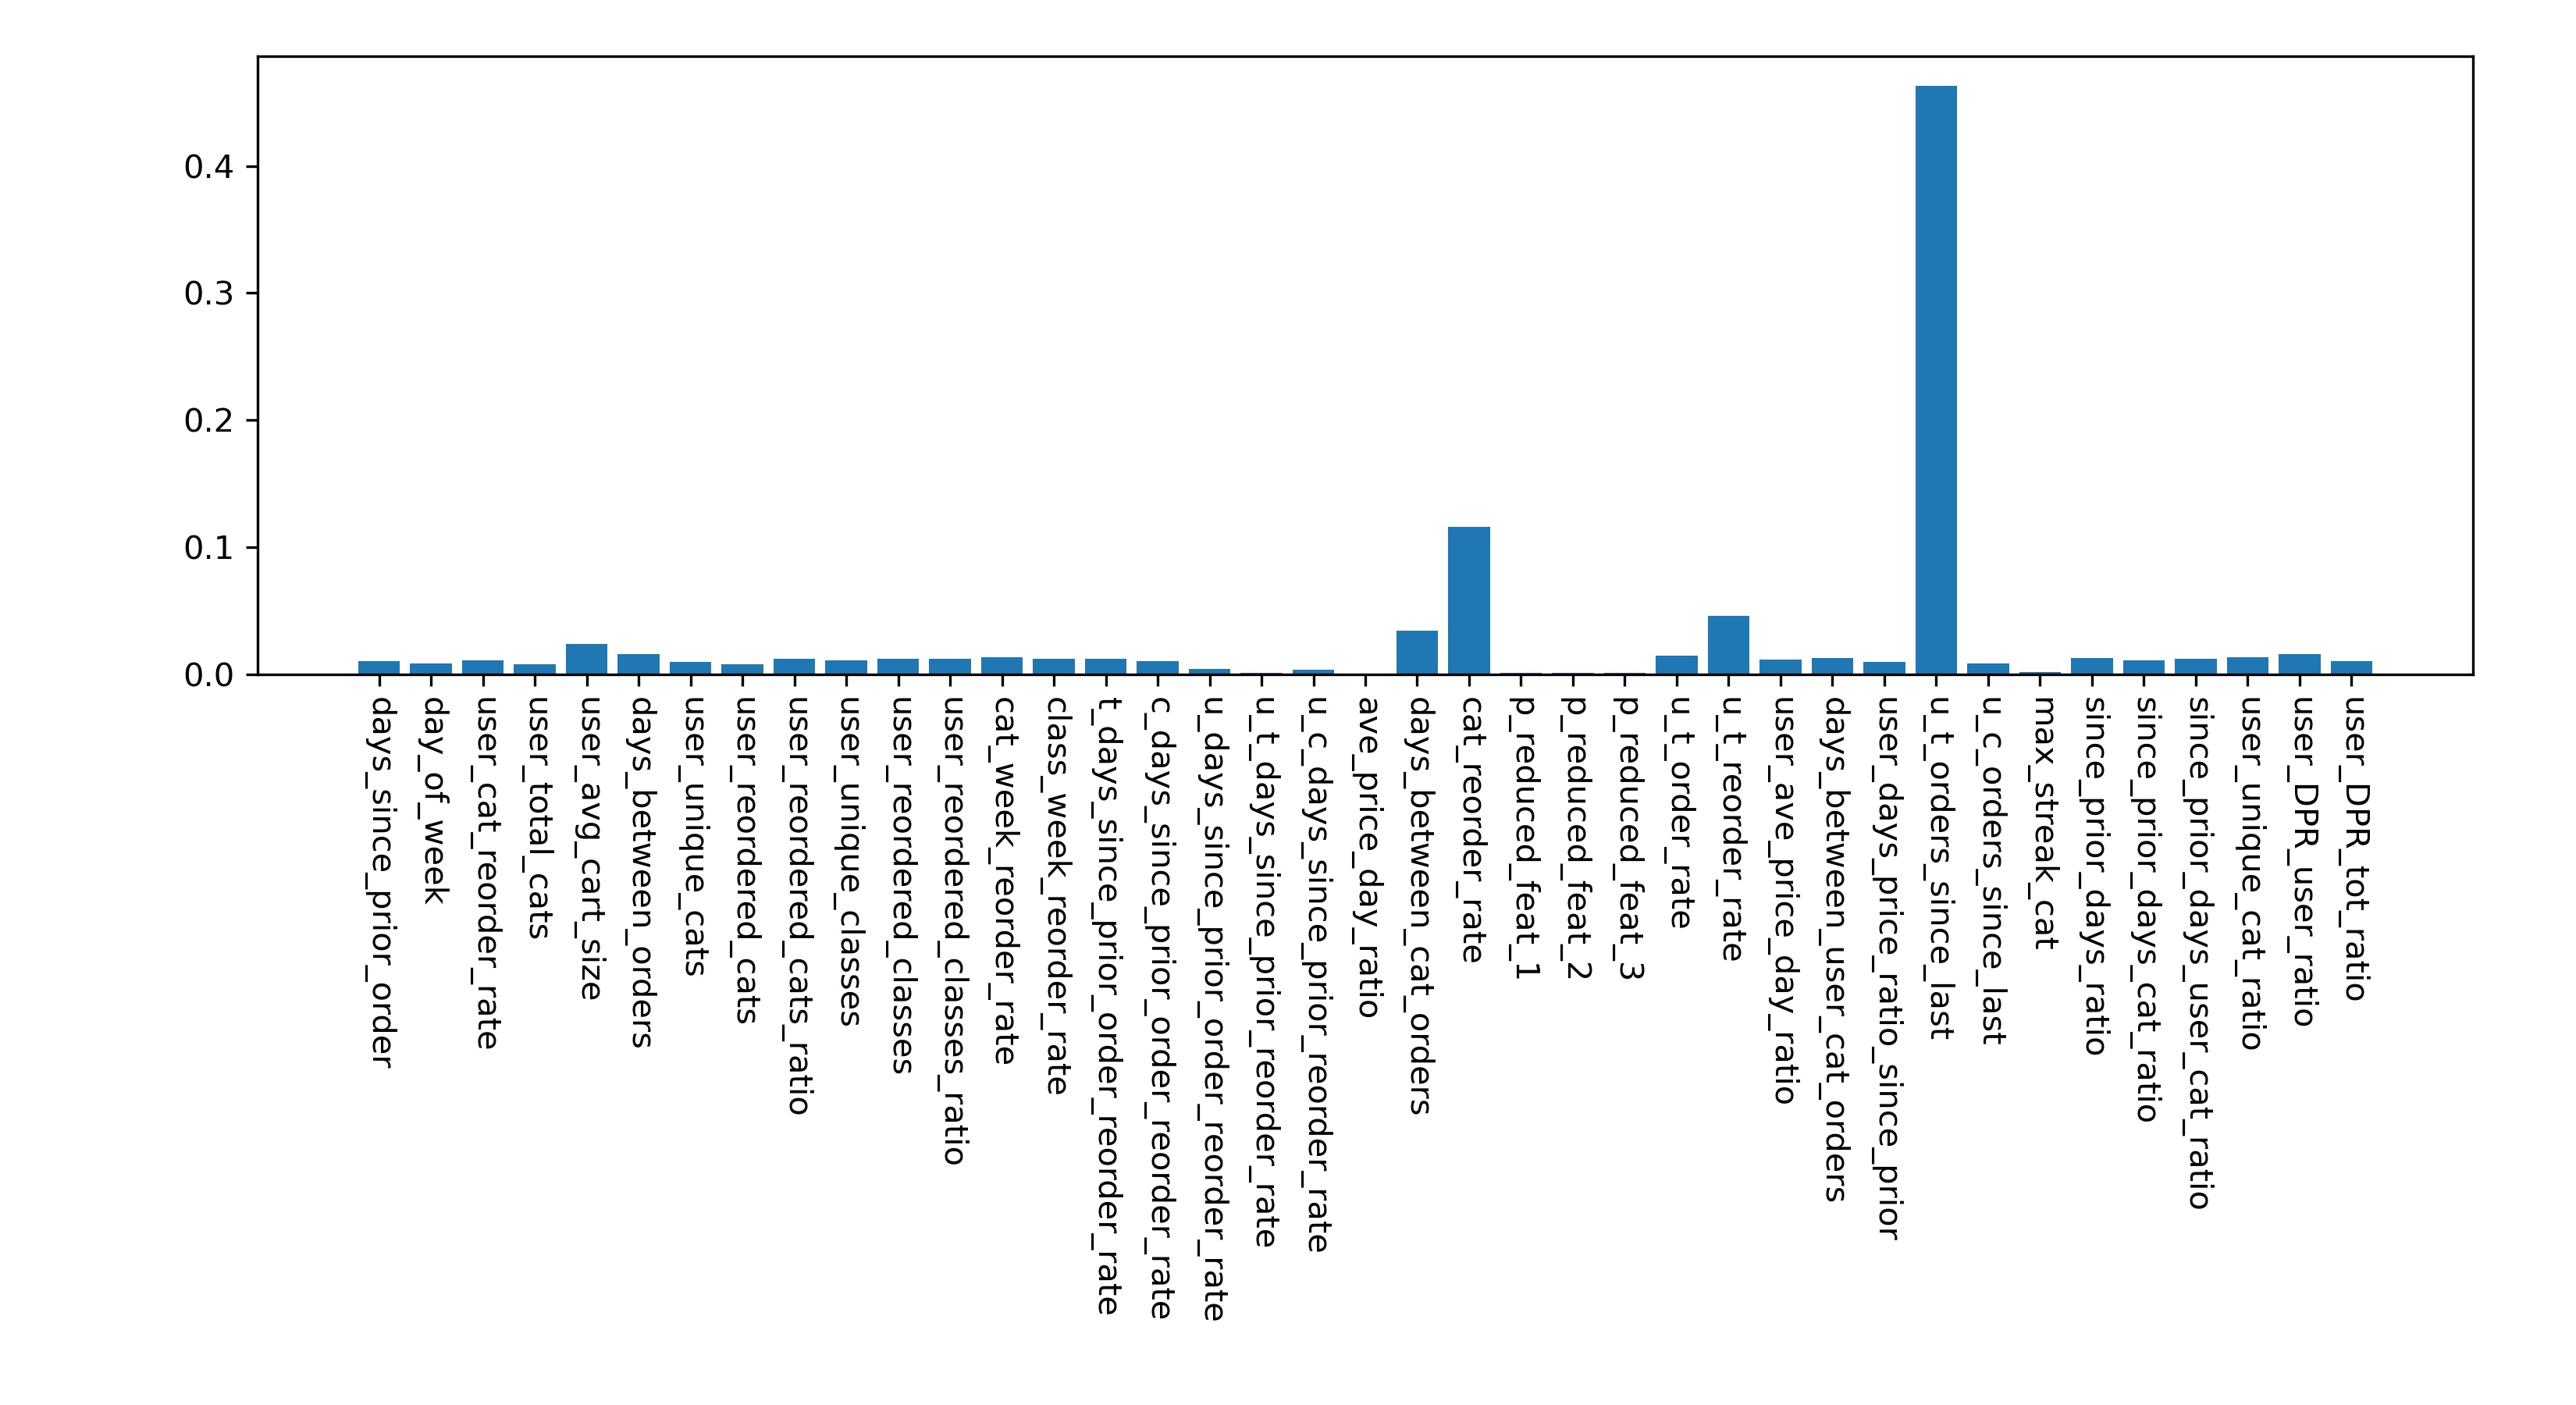 0.4
0.3
0.2
0.1
0.0
days_since_prior_order
day_of_week
user_cat_reorder_rate
user_total_cats
user_avg_cart_size
days_between_orders
user_unique_cats
user_reordered_cats
user_reordered_cats_ratio
user_unique_classes
user_reordered_classes
user_reordered_classes_ratio
cat_week_reorder_rate
class_week_reorder_rate
t_days_since_prior_order_reorder_rate
c_days_since_prior_order_reorder_rate
u_days_since_prior_order_reorder_rate
u_t_days_since_prior_reorder_rate
u_c_days_since_prior_reorder_rate
ave_price_day_ratio
days_between_cat_orders
cat_reorder_rate
p_reduced_feat_1
p_reduced_feat_2
p_reduced_feat_3
u_t_order_rate
u_t_reorder_rate
user_ave_price_day_ratio
days_between_user_cat_orders
user_days_price_ratio_since_prior
u_t_orders_since_last
u_c_orders_since_last
max_streak_cat
since_prior_days_ratio
since_prior_days_cat_ratio
since_prior_days_user_cat_ratio
user_unique_cat_ratio
user_DPR_user_ratio
user_DPR_tot_ratio